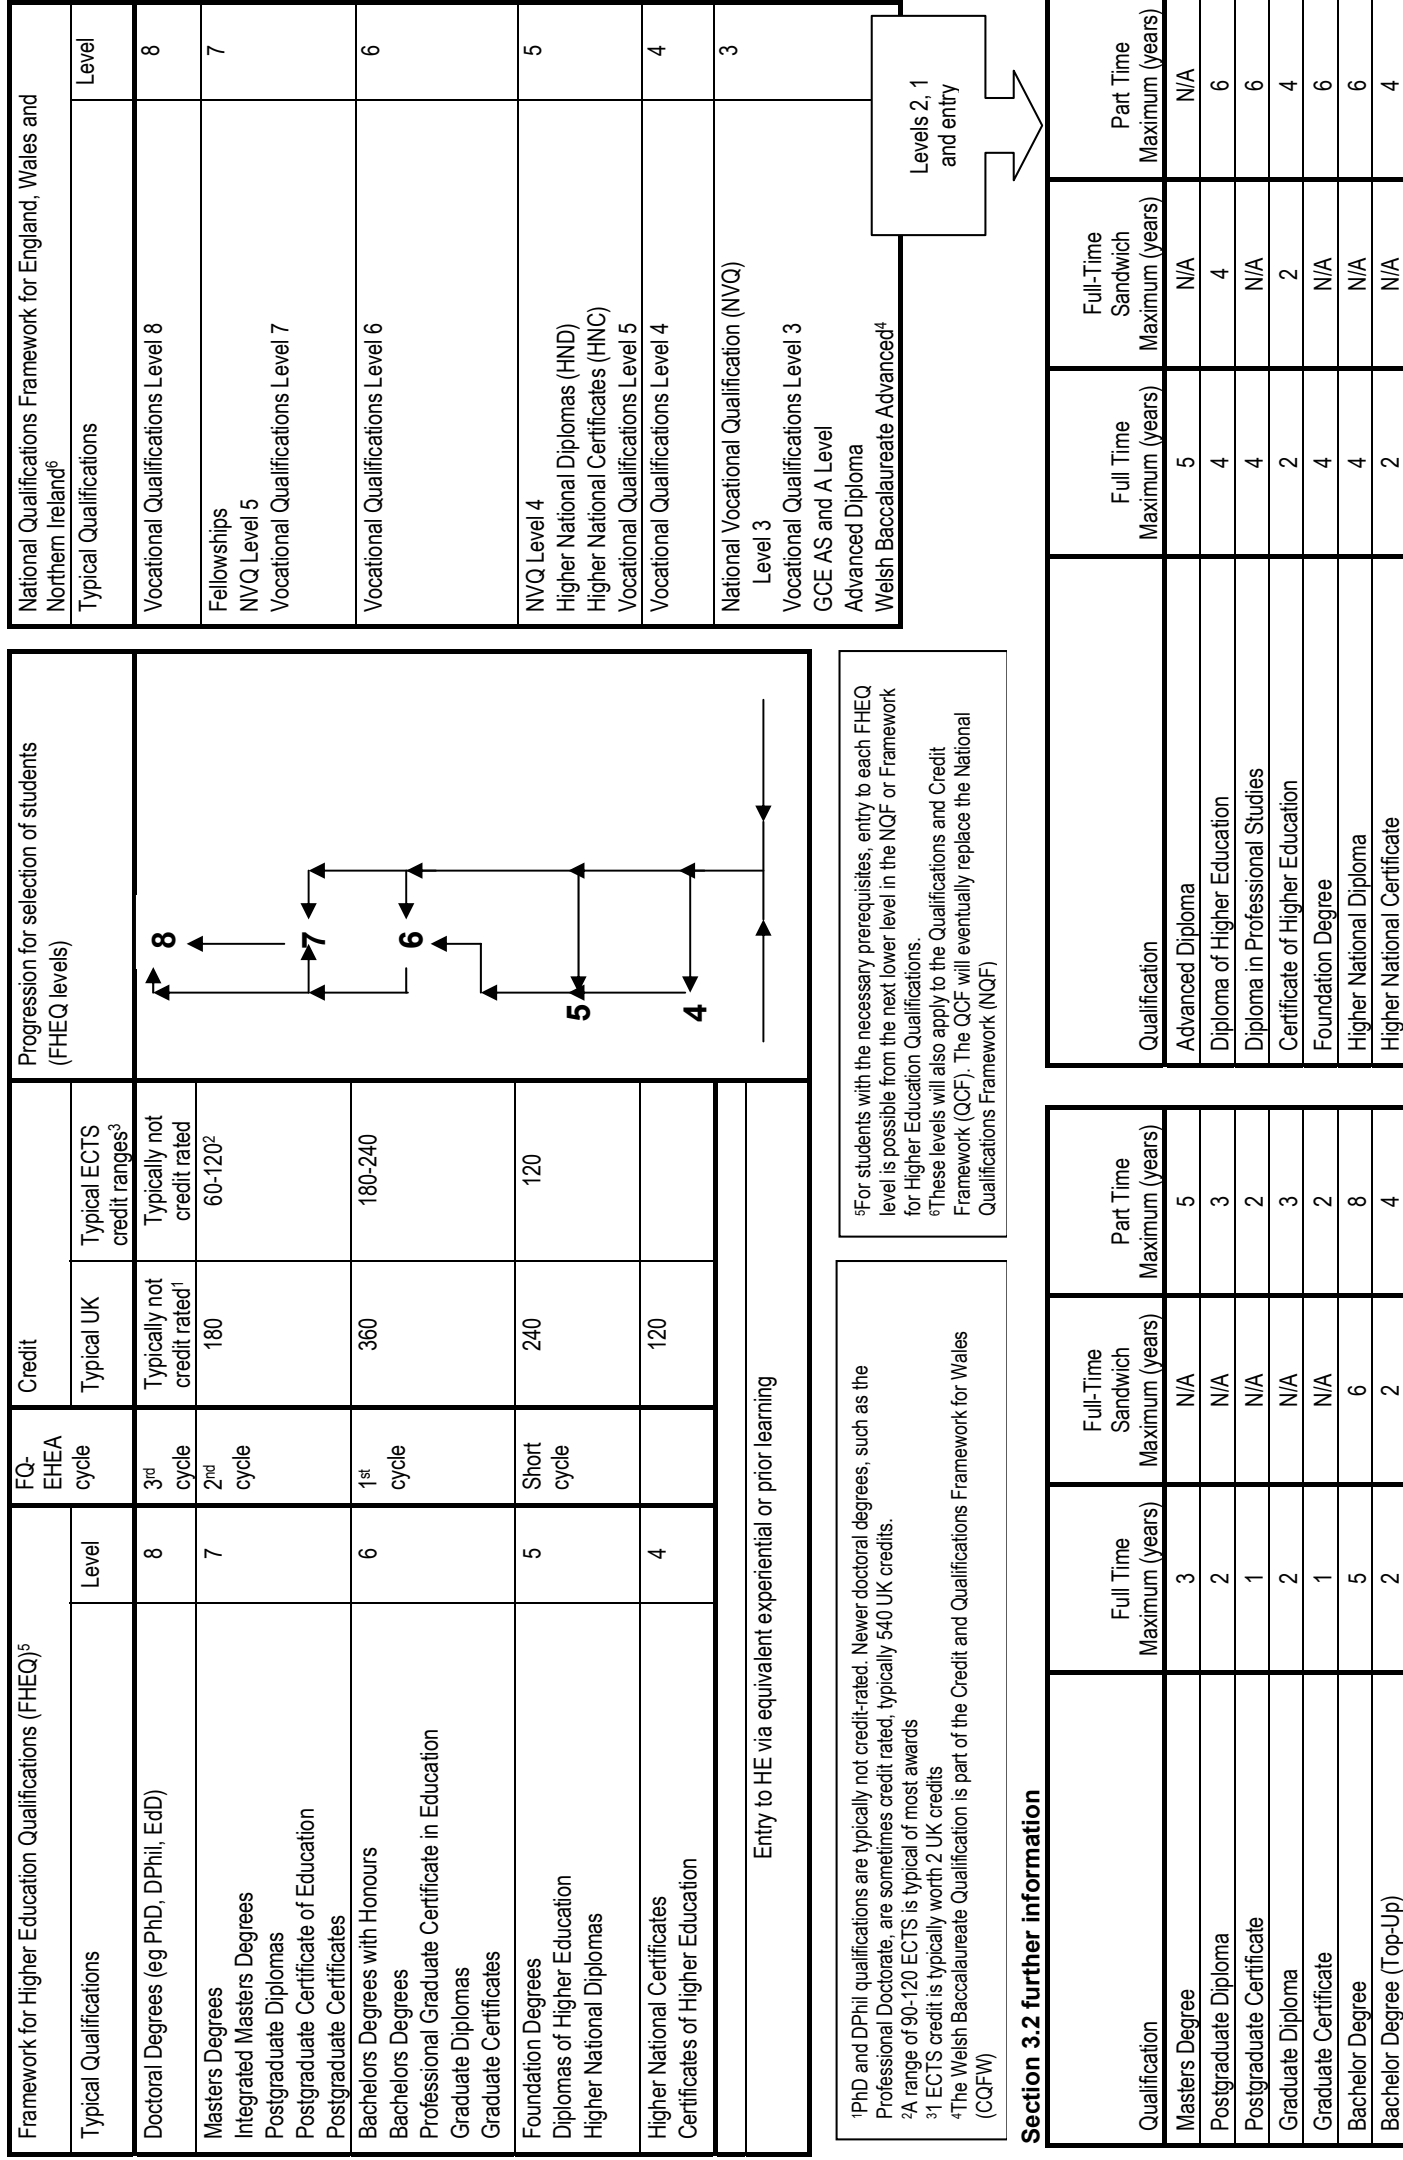 Framework for Higher Education Qualifications (FHEQ)⁵
FQ-
EHEA
cycle
Credit
Progression for selection of students
(FHEQ levels)
Typical Qualifications
Level
Typical UK
Typical ECTS
credit ranges³
Doctoral Degrees (eg PhD, DPhil, EdD)
8
3rd
cycle
Typically not
credit rated¹
Typically not
credit rated
Masters Degrees
Integrated Masters Degrees
Postgraduate Diplomas
Postgraduate Certificate of Education
Postgraduate Certificates
7
2nd
cycle
180
60-120²
Bachelors Degrees with Honours
Bachelors Degrees
Professional Graduate Certificate in Education
Graduate Diplomas
Graduate Certificates
6
1st
cycle
360
180-240
Foundation Degrees
Diplomas of Higher Education
Higher National Diplomas
5
Short
cycle
240
120
Higher National Certificates
Certificates of Higher Education
4
120
Entry to HE via equivalent experiential or prior learning
8
7
6
5
4
National Qualifications Framework for England, Wales and
Northern Ireland⁶
Typical Qualifications
Level
Vocational Qualifications Level 8
8
Fellowships
NVQ Level 5
Vocational Qualifications Level 7
7
Vocational Qualifications Level 6
6
NVQ Level 4
Higher National Diplomas (HND)
Higher National Certificates (HNC)
Vocational Qualifications Level 5
5
Vocational Qualifications Level 4
4
National Vocational Qualification (NVQ)
Level 3
Vocational Qualifications Level 3
GCE AS and A Level
Advanced Diploma
Welsh Baccalaureate Advanced⁴
3
Levels 2, 1
and entry
¹PhD and DPhil qualifications are typically not credit-rated. Newer doctoral degrees, such as the
Professional Doctorate, are sometimes credit rated, typically 540 UK credits.
²A range of 90-120 ECTS is typical of most awards
³1 ECTS credit is typically worth 2 UK credits
⁴The Welsh Baccalaureate Qualification is part of the Credit and Qualifications Framework for Wales
(CQFW)
⁵For students with the necessary prerequisites, entry to each FHEQ
level is possible from the next lower level in the NQF or Framework
for Higher Education Qualifications.
⁶These levels will also apply to the Qualifications and Credit
Framework (QCF). The QCF will eventually replace the National
Qualifications Framework (NQF)
Section 3.2 further information
Qualification
Full Time
Maximum (years)
Full-Time
Sandwich
Maximum (years)
Part Time
Maximum (years)
Masters Degree 3 N/A 5
Postgraduate Diploma 2 N/A 3
Postgraduate Certificate 1 N/A 2
Graduate Diploma 2 N/A 3
Graduate Certificate 1 N/A 2
Bachelor Degree 5 6 8
Bachelor Degree (Top-Up) 2 2 4
Qualification
Full Time
Maximum (years)
Full-Time
Sandwich
Maximum (years)
Part Time
Maximum (years)
Advanced Diploma 5 N/A N/A
Diploma of Higher Education 4 4 6
Diploma in Professional Studies 4 N/A 6
Certificate of Higher Education 2 2 4
Foundation Degree 4 N/A 6
Higher National Diploma 4 N/A 6
Higher National Certificate 2 N/A 4